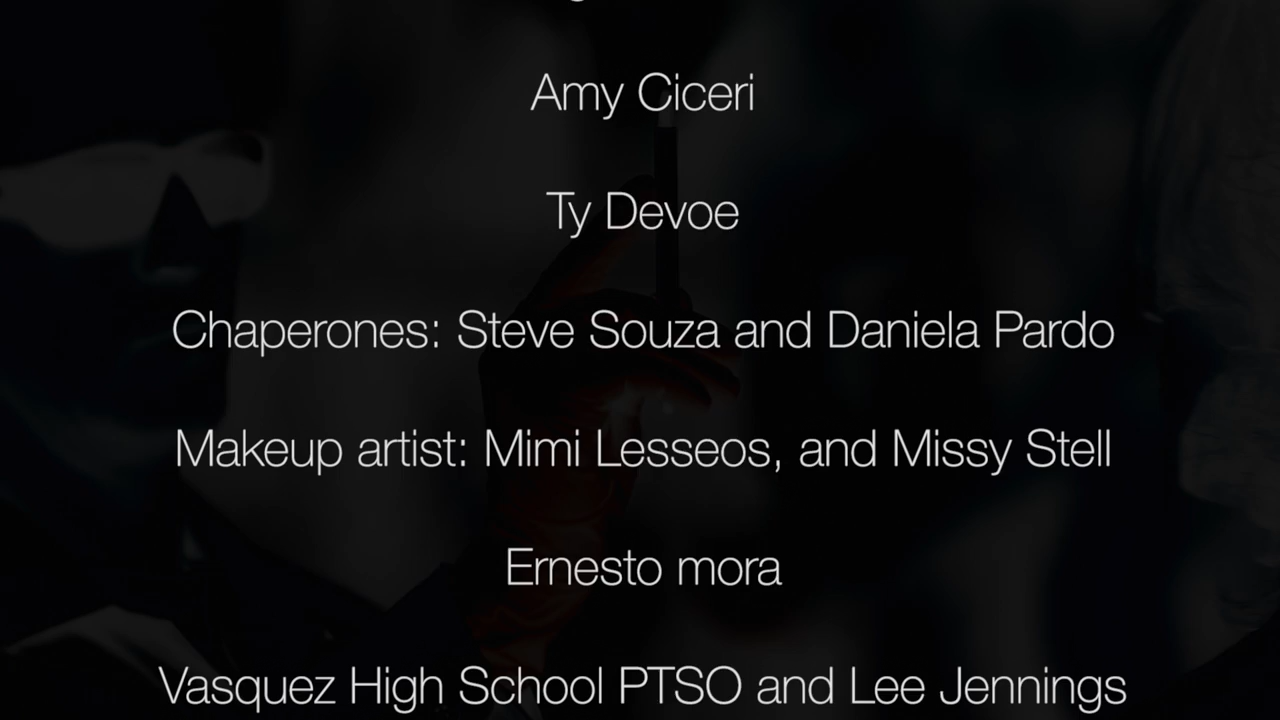 Amy Ciceri
Ty Devoe
Chaperones: Steve Souza and Daniela Pardo
Makeup artist: Mimi Lesseos, and Missy Stell
Ernesto mora
Vasquez High School PTSO and Lee Jennings